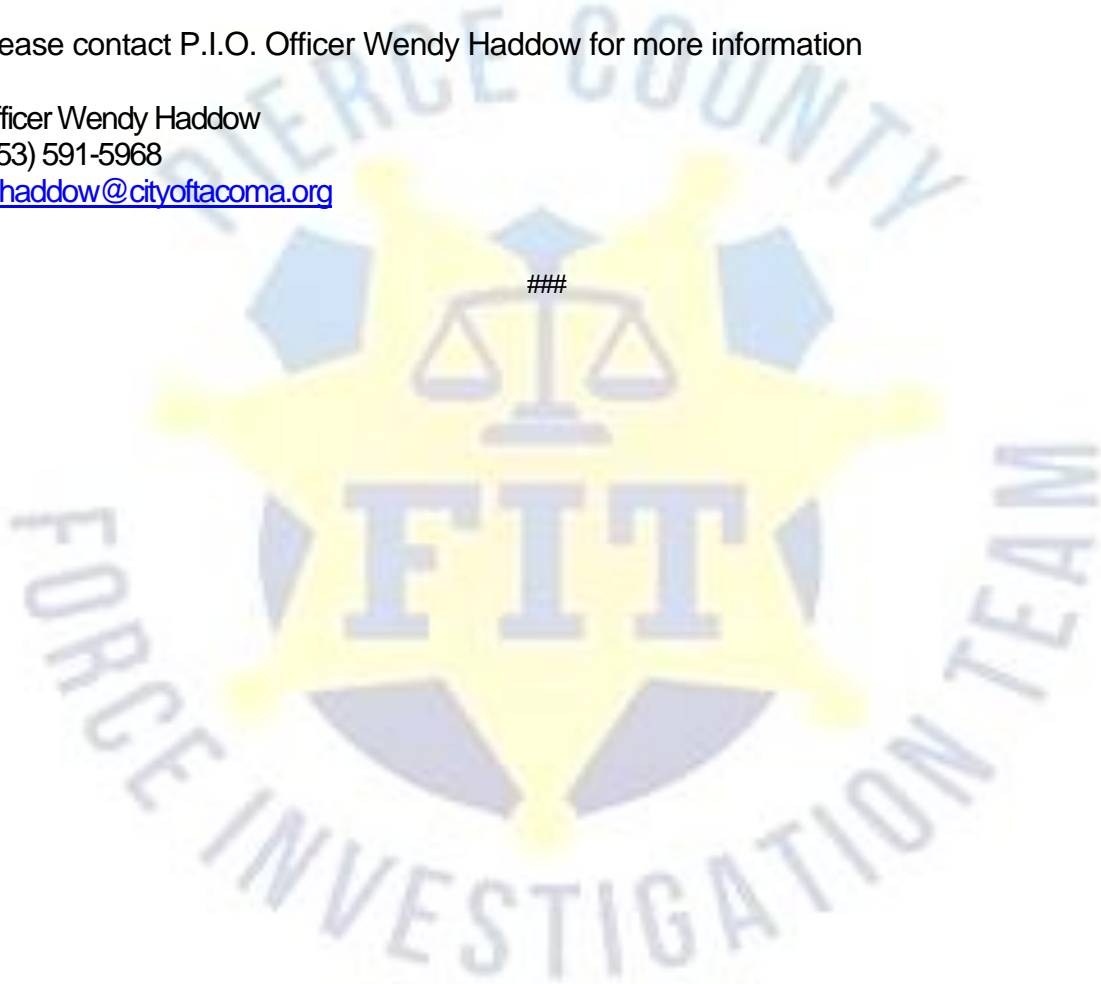 ease contact P.I.O. Officer Wendy Haddow for more information
fficer Wendy Haddow
53) 591-5968
haddow@cityoftacoma.org
###
PIERCE COUNTY
FIT
FORCE INVESTIGATION TEAM